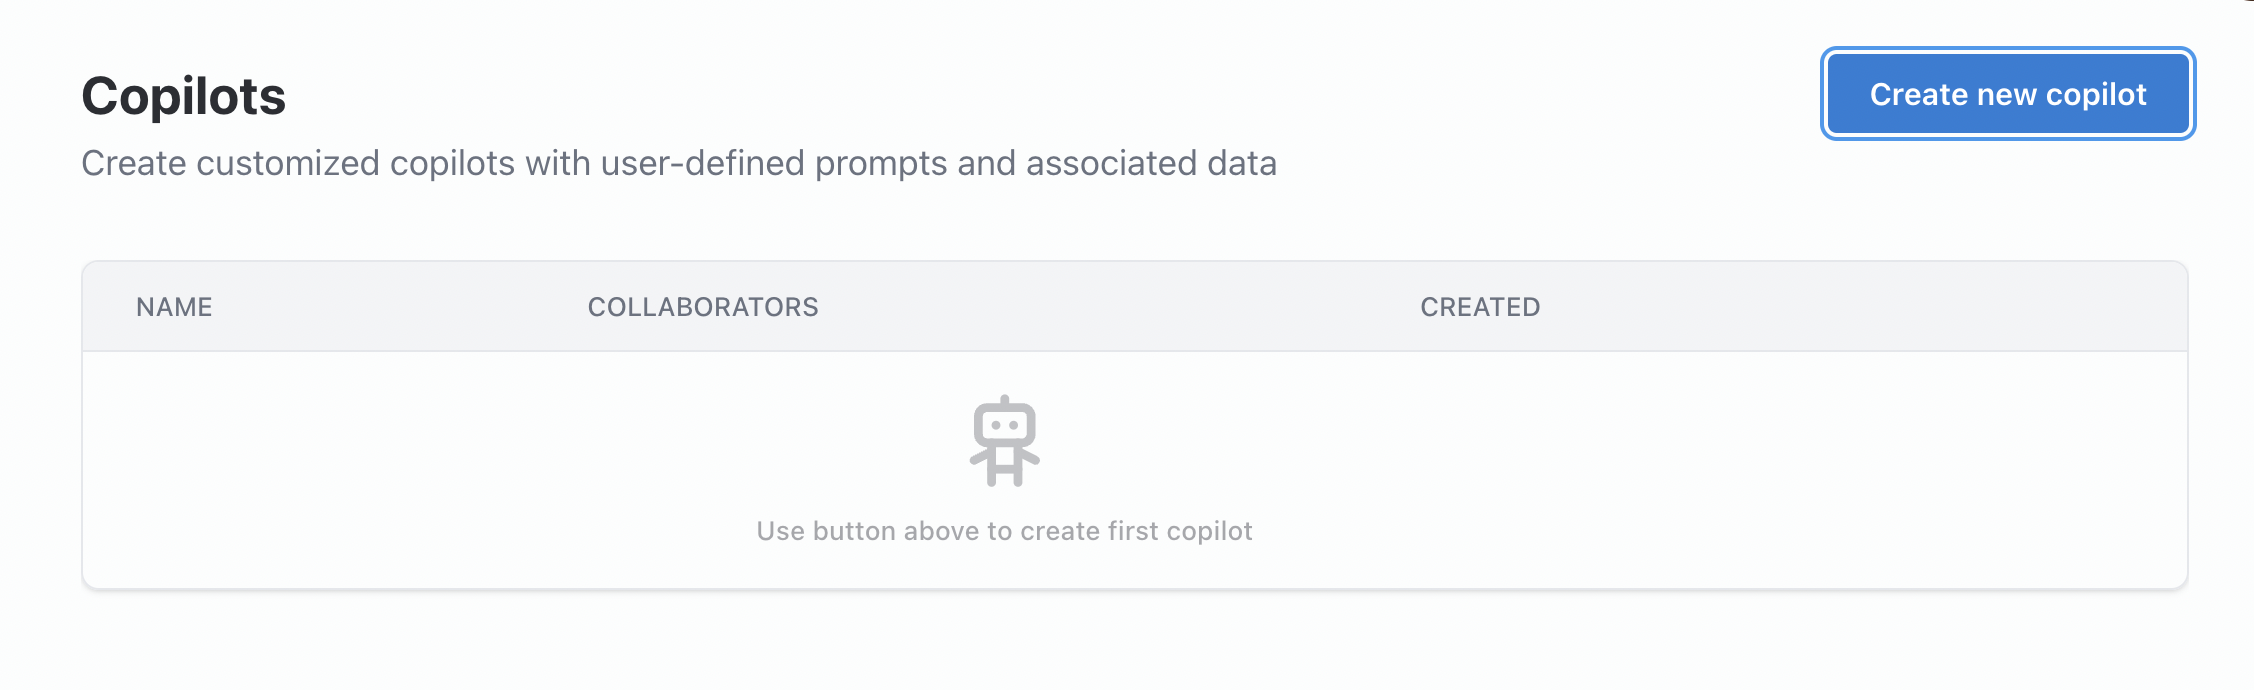 Copilots
Create new copilot
Create customized copilots with user-defined prompts and associated data
NAME COLLABORATORS CREATED
Use button above to create first copilot